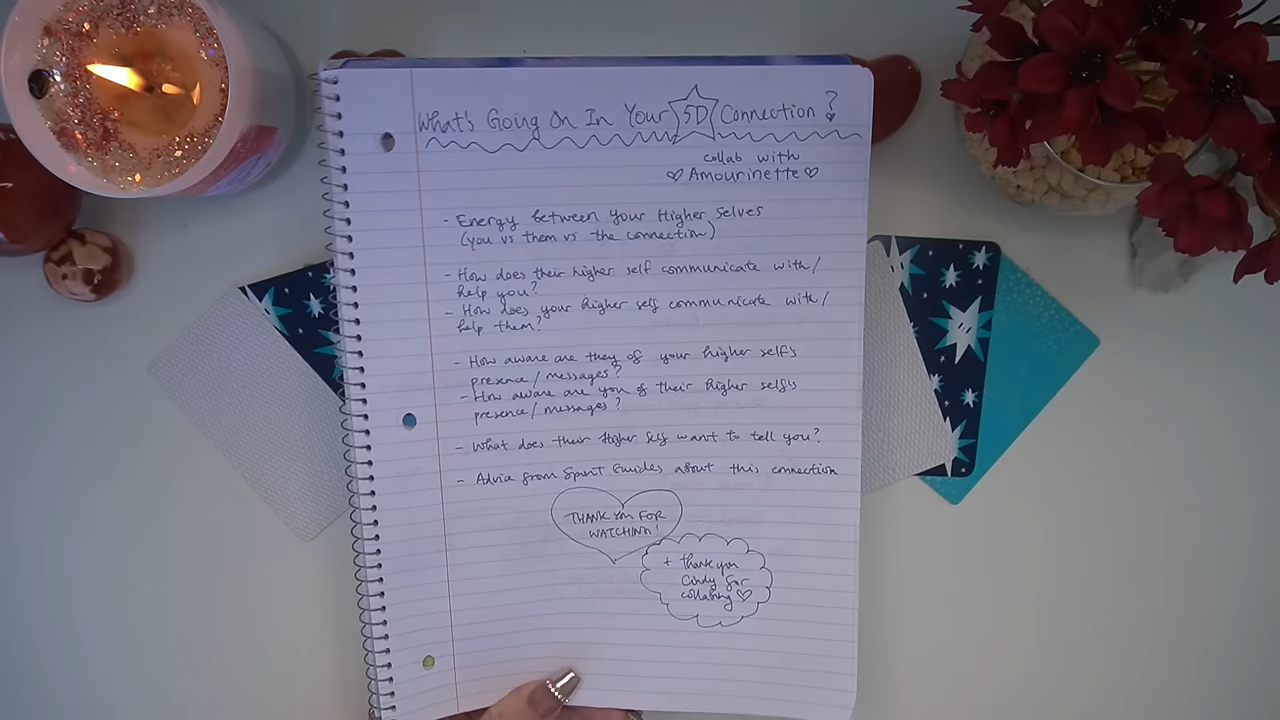 What's Going On In Your 5D Connection?
collab with
♡ Amourinette ♡
- Energy between your Higher Selves
(you vs them vs the connection)
- How does their higher self communicate with/
help you?
- How does your higher self communicate with/
help them?
- How aware are they of your higher self's
presence/messages?
- How aware are you of their higher self's
presence/messages?
- What does their Higher Self want to tell you?
- Advice from Spirit Guides about this connection
THANK YOU FOR
WATCHING!
+ thank you
Cindy for
collabing ♡